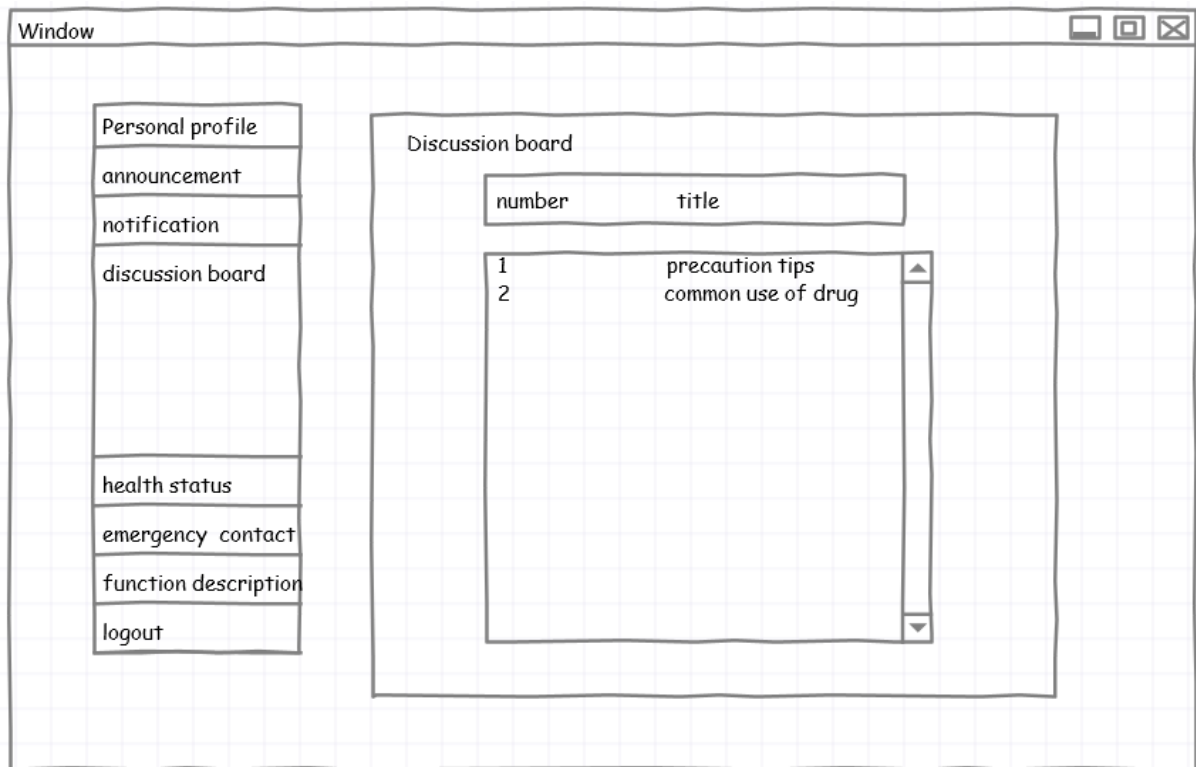 Window
Personal profile
announcement
notification
discussion board
health status
emergency contact
function description
logout
Discussion board
number title
1 precaution tips
2 common use of drug